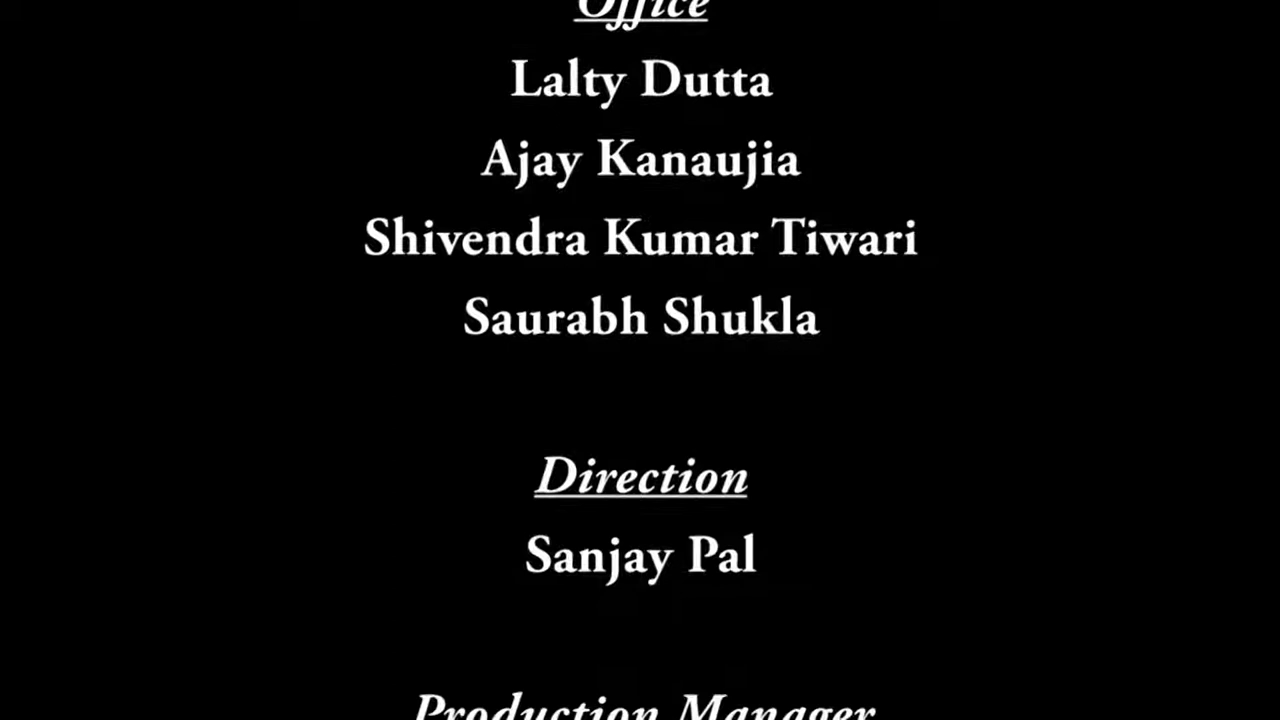 Office
Lalty Dutta
Ajay Kanaujia
Shivendra Kumar Tiwari
Saurabh Shukla
Direction
Sanjay Pal
Production Manager